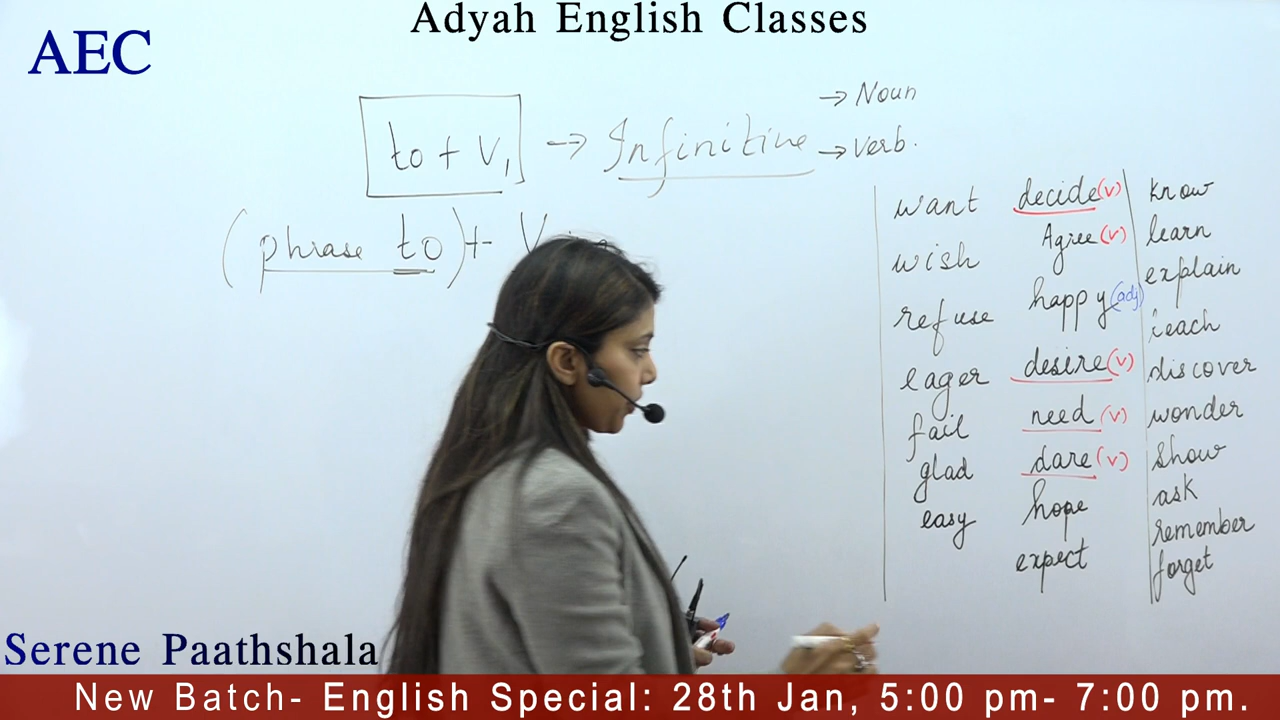 Adyah English Classes
AEC
to + V₁ → Infinitive
→ Noun
→ Verb.
(phrase to) +
want
wish
refuse
eager
fail
glad
easy
decide (v)
Agree (v)
happy (adj)
desire (v)
need (v)
dare (v)
hope
expect
know
learn
explain
teach
discover
wonder
show
ask
remember
forget
Serene Paathshala
New Batch- English Special: 28th Jan, 5:00 pm- 7:00 pm.